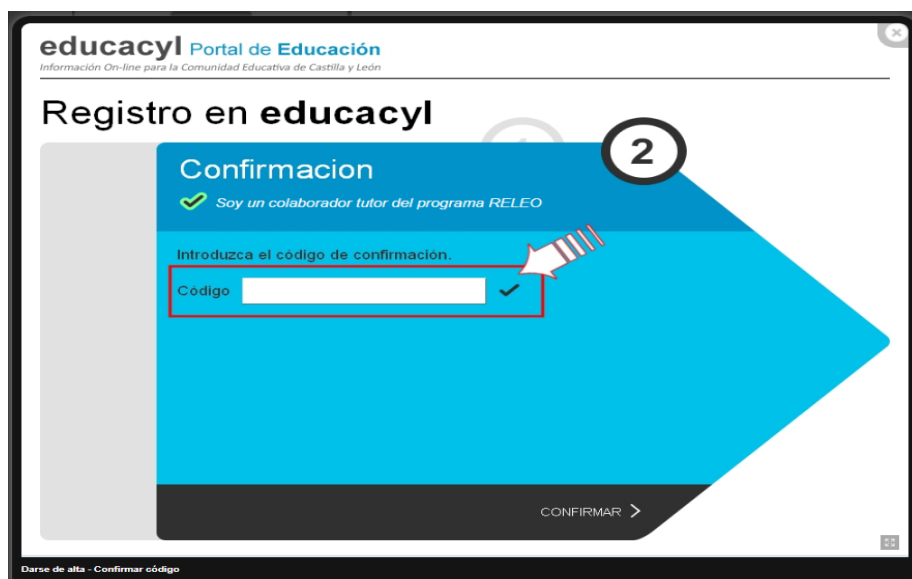 educacyl Portal de Educación
Información On-line para la Comunidad Educativa de Castilla y León
Registro en educacyl
1
2
Confirmacion
Soy un colaborador tutor del programa RELEO
Introduzca el código de confirmación.
Código
CONFIRMAR
Darse de alta - Confirmar código